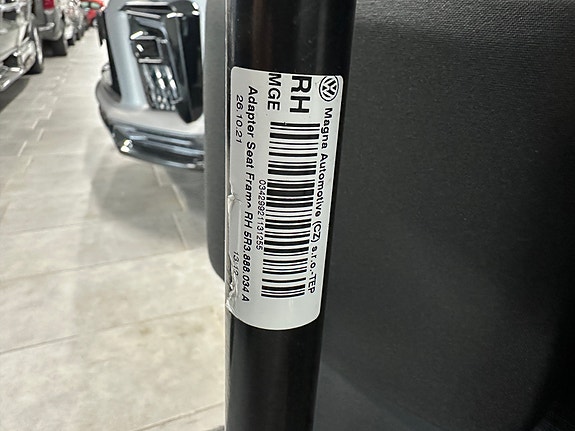 Magna Automotive (CZ) s.r.o.-TEP
RH
MGE
03429921131255
Adapter Seat Frame RH 5R3.888.034 A
26.10.21